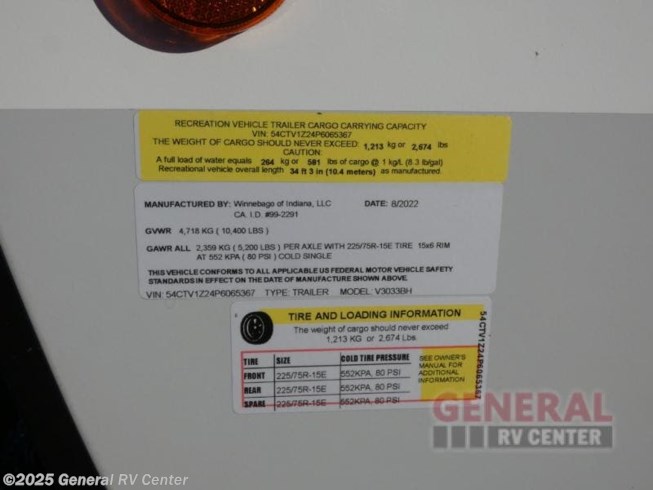 RECREATION VEHICLE TRAILER CARGO CARRYING CAPACITY
VIN: 54CTV1Z24P6065367
THE WEIGHT OF CARGO SHOULD NEVER EXCEED: 1,213 kg or 2,674 lbs
CAUTION:
A full load of water equals 264 kg or 581 lbs of cargo @ 1 kg/L (8.3 lb/gal)
Recreational vehicle overall length 34 ft 3 in (10.4 meters) as manufactured.
MANUFACTURED BY: Winnebago of Indiana, LLC DATE: 8/2022
CA. I.D. #99-2291
GVWR 4,718 KG ( 10,400 LBS )
GAWR ALL 2,359 KG ( 5,200 LBS ) PER AXLE WITH 225/75R-15E TIRE 15x6 RIM
AT 552 KPA ( 80 PSI ) COLD SINGLE
THIS VEHICLE CONFORMS TO ALL APPLICABLE US FEDERAL MOTOR VEHICLE SAFETY
STANDARDS IN EFFECT ON THE DATE OF MANUFACTURE SHOWN ABOVE.
VIN: 54CTV1Z24P6065367 TYPE: TRAILER MODEL: V3033BH
TIRE AND LOADING INFORMATION
The weight of cargo should never exceed
1,213 KG or 2,674 Lbs.
TIRE SIZE COLD TIRE PRESSURE
FRONT 225/75R-15E 552KPA, 80 PSI
REAR 225/75R-15E 552KPA, 80 PSI
SPARE 225/75R-15E 552KPA, 80 PSI
SEE OWNER'S
MANUAL FOR
ADDITIONAL
INFORMATION
54CTV1Z24P6065367
GENERAL
RV CENTER
©2025 General RV Center